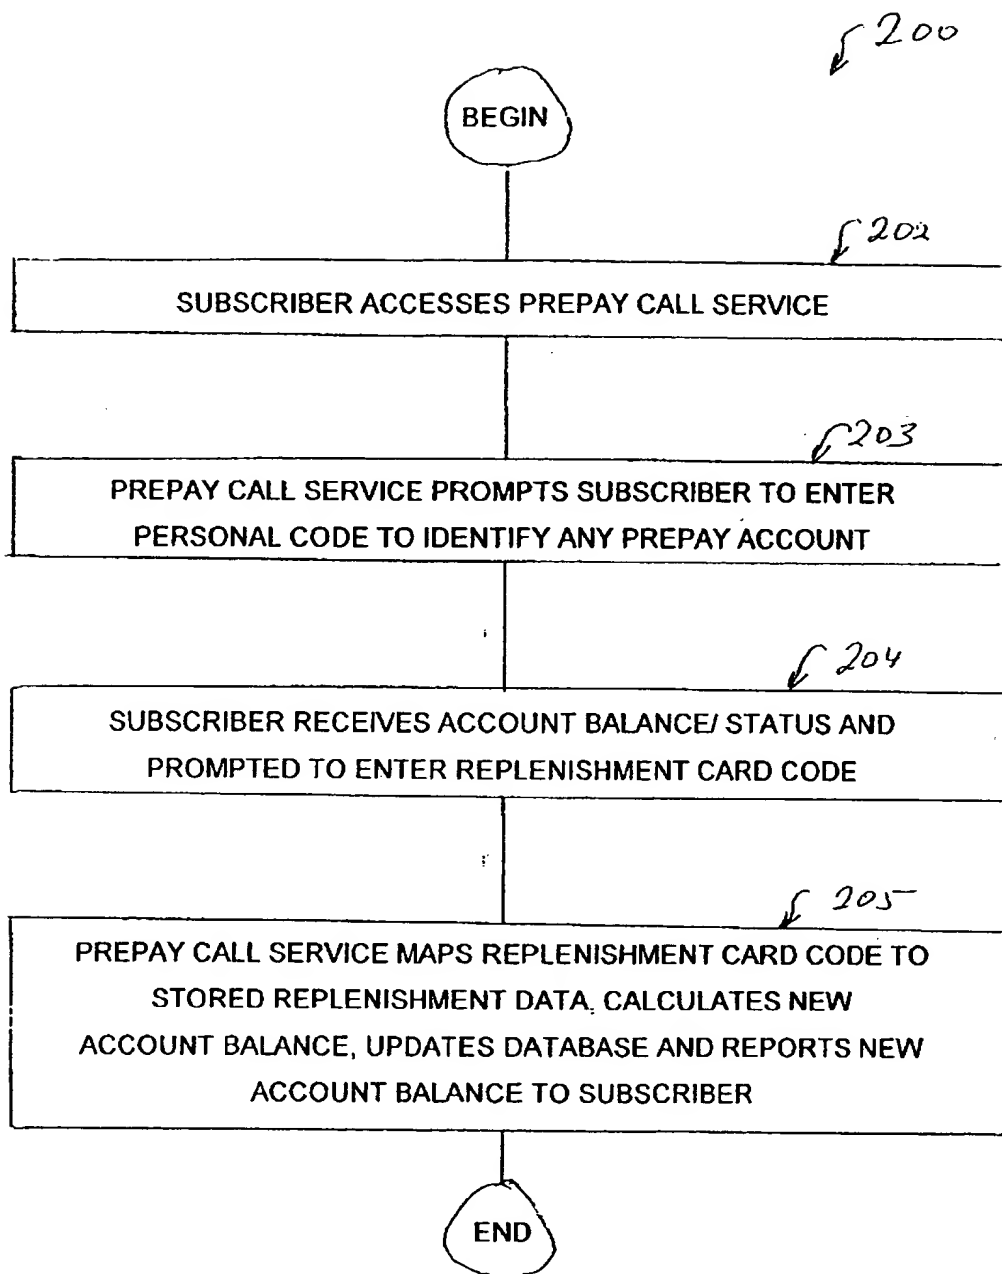 200
BEGIN
202
SUBSCRIBER ACCESSES PREPAY CALL SERVICE
203
PREPAY CALL SERVICE PROMPTS SUBSCRIBER TO ENTER
PERSONAL CODE TO IDENTIFY ANY PREPAY ACCOUNT
204
SUBSCRIBER RECEIVES ACCOUNT BALANCE/ STATUS AND
PROMPTED TO ENTER REPLENISHMENT CARD CODE
205
PREPAY CALL SERVICE MAPS REPLENISHMENT CARD CODE TO
STORED REPLENISHMENT DATA, CALCULATES NEW
ACCOUNT BALANCE, UPDATES DATABASE AND REPORTS NEW
ACCOUNT BALANCE TO SUBSCRIBER
END